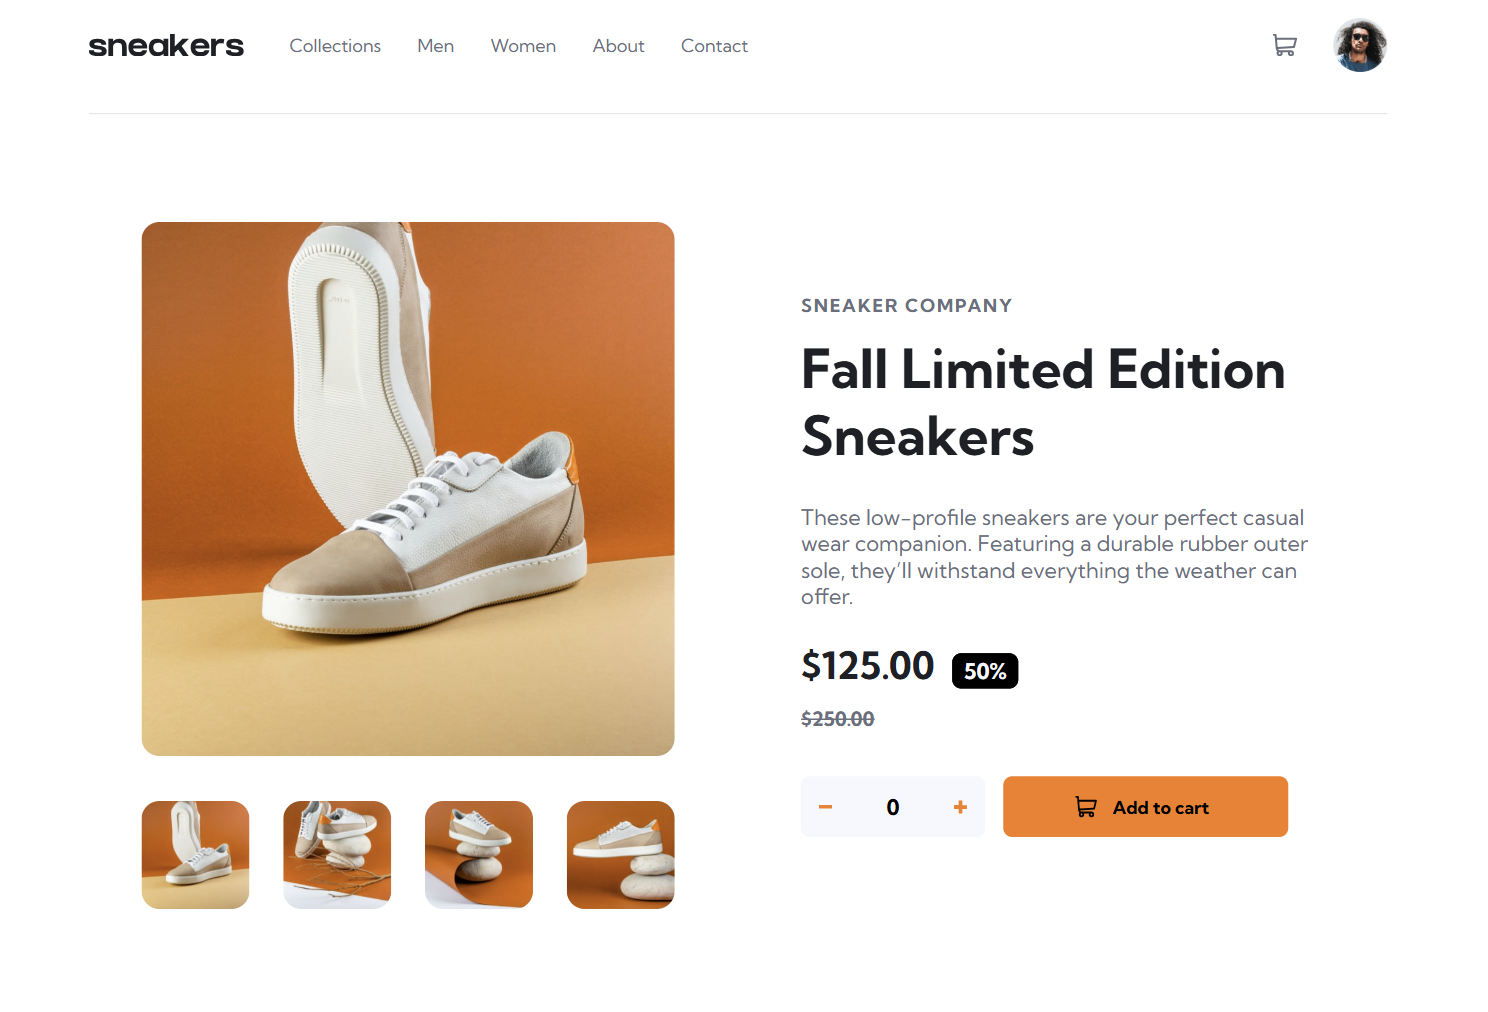 sneakers Collections Men Women About Contact
SNEAKER COMPANY
Fall Limited Edition
Sneakers
These low-profile sneakers are your perfect casual
wear companion. Featuring a durable rubber outer
sole, they’ll withstand everything the weather can
offer.
$125.00 50%
$250.00
− 0 + Add to cart